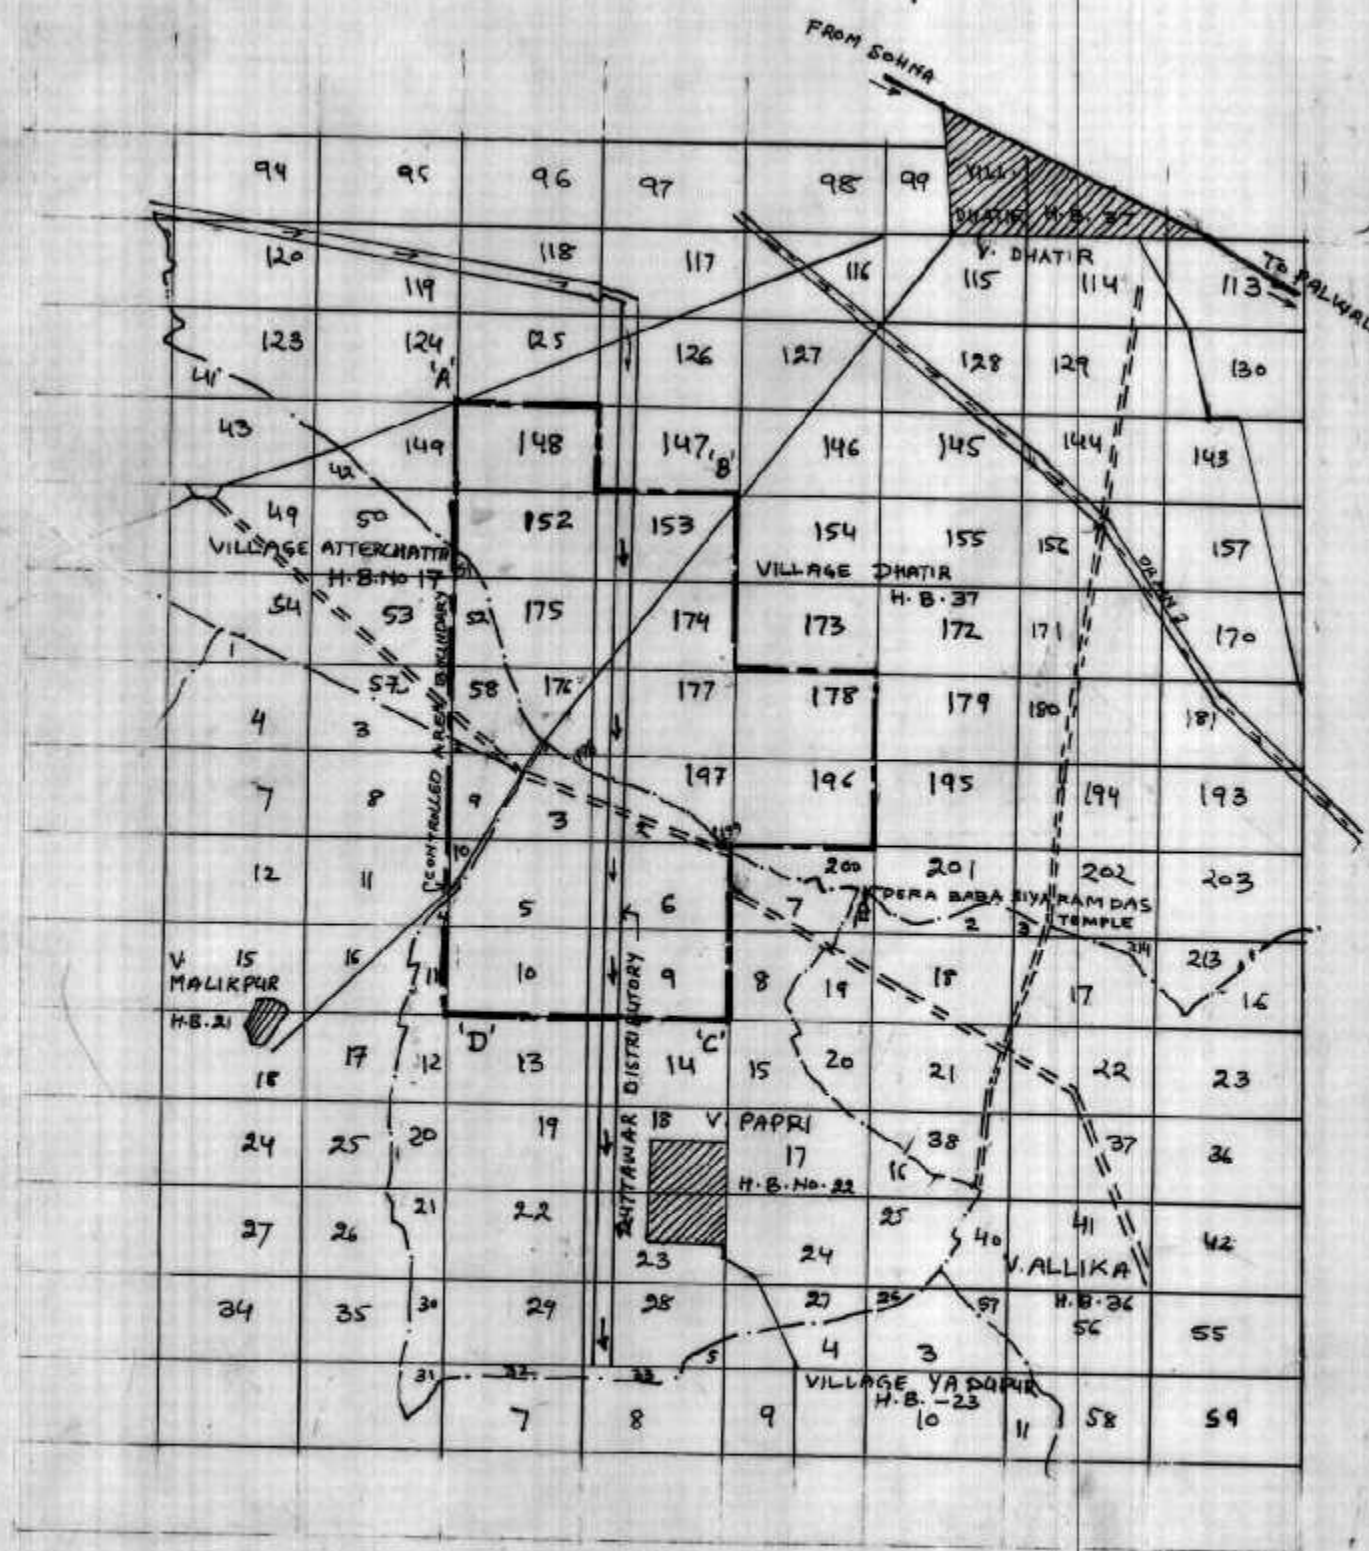 FROM SOHNA
94 95 96 97 98 99 VILL.
DHATIR H.B. 37
V. DHATIR
120 118 117 116 115 114 113 TO PALWAL
119
123 124 125 126 127 128 129 130
'A'
41
43 149 148 147 'B' 146 145 144 143
42
49 50 152 153 154 155 156 157
VILLAGE ATTERCHATTA
H.B.No 17
51
VILLAGE DHATIR
H.B. 37
54 53 52 175 174 173 172 171 170
DRAIN
1 57 58 176 177 178 179 180 181
4 3
7 8 9 3 197 196 195 194 193
CONTROLLED AREA BOUNDARY
12 11 10 5 6 7 200 201 202 203
DERA BABA SIYARAM DAS
TEMPLE
2 3 214
V. 15 16 11 10 9 8 19 18 17 213 16
MALIKPUR
H.B. 21
'D' 'C'
18 17 12 13 14 15 20 21 22 23
DISTRIBUTORY
24 25 20 19 18 V. PAPRI 38 37 36
17 16
H.B. No. 22
27 26 21 22 23 24 25 40 41 42
V. ALLIKA
H.B. 36
34 35 30 29 28 27 26 57 56 55
5 4 3
VILLAGE YADUPUR
H.B. -23
31 32 33
7 8 9 10 11 58 59